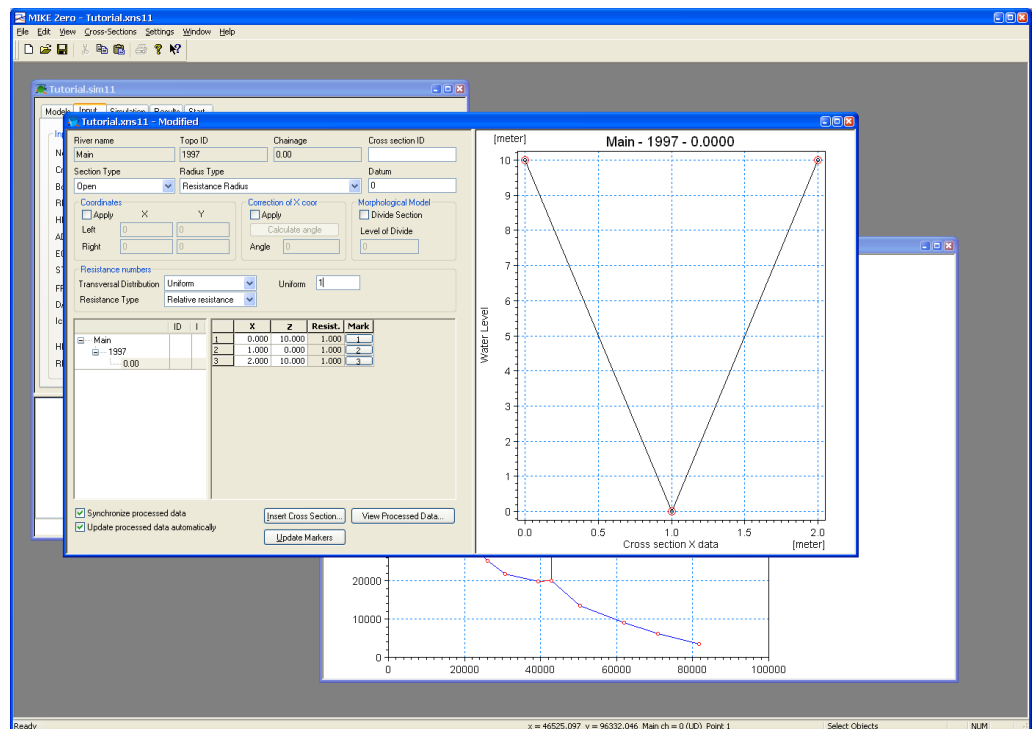 MIKE Zero - Tutorial.xns11
File Edit View Cross-Sections Settings Window Help
Tutorial.sim11
Models Input Simulation Results Start
Tutorial.xns11 - Modified
River name Topo ID Chainage Cross section ID
Main 1997 0.00
Section Type Radius Type Datum
Open Resistance Radius 0
Coordinates Correction of X coor Morphological Model
Apply X Y Apply Divide Section
Left 0 0 Calculate angle Level of Divide
Right 0 0 Angle 0 0
Resistance numbers
Transversal Distribution Uniform Uniform 1
Resistance Type Relative resistance
ID I
Main
1997
0.00
X Z Resist. Mark
1 0.000 10.000 1.000 1
2 1.000 0.000 1.000 2
3 2.000 10.000 1.000 3
Synchronize processed data
Update processed data automatically
Insert Cross Section... View Processed Data...
Update Markers
[meter] Main - 1997 - 0.0000
10
9
8
7
6
5
4
3
2
1
0
Water Level
0.0 0.5 1.0 1.5 2.0
Cross section X data [meter]
20000
10000
0
0 20000 40000 60000 80000 100000
Ready x = 46525.097 y = 96332.046 Main ch = 0 (UD) Point 1 Select Objects NUM